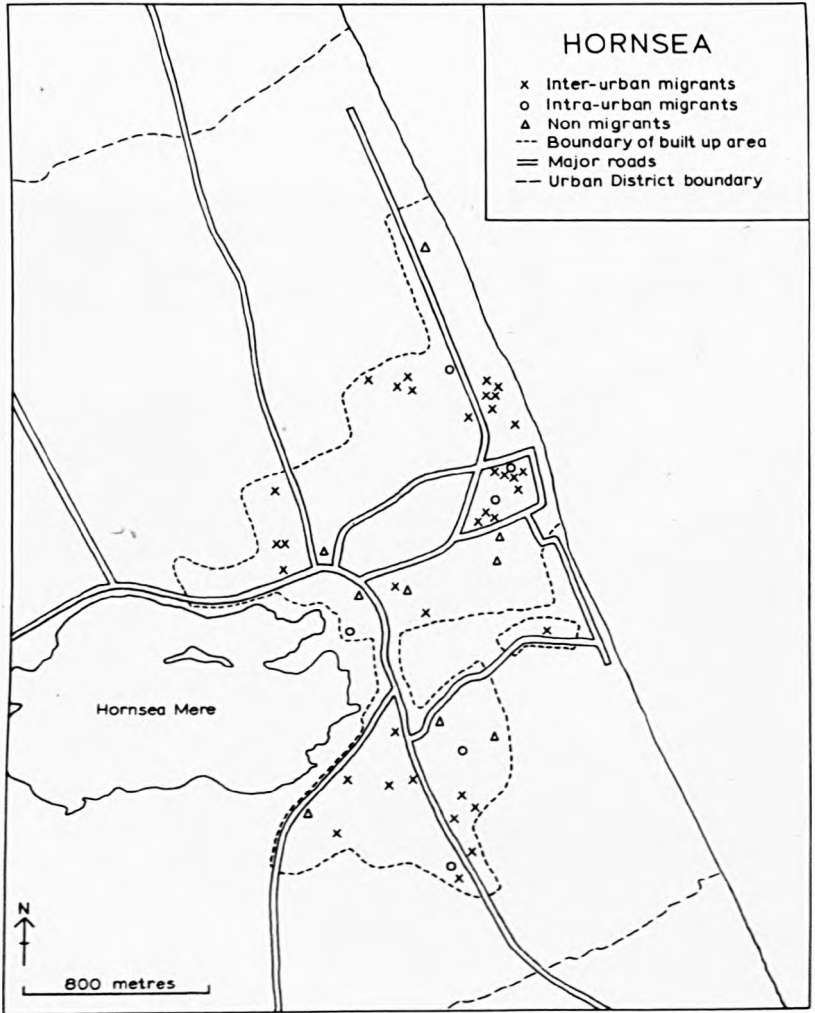 HORNSEA
x Inter-urban migrants
o Intra-urban migrants
△ Non migrants
Boundary of built up area
Major roads
Urban District boundary
Hornsea Mere
N
800 metres